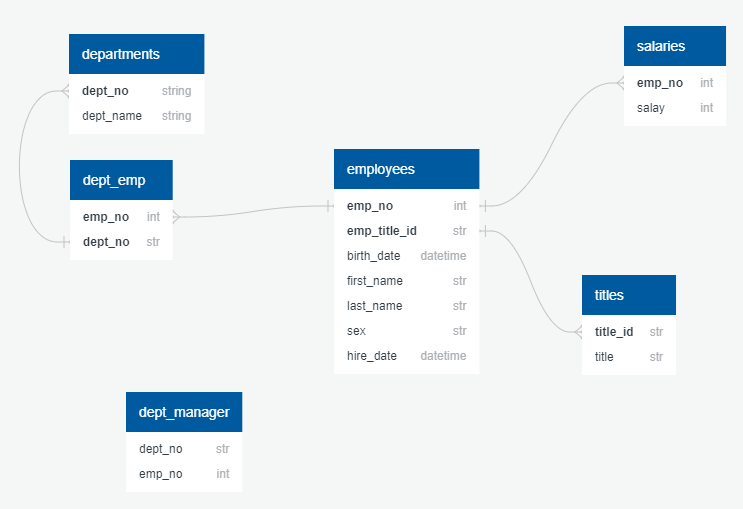 departments
dept_no string
dept_name string
dept_emp
emp_no int
dept_no str
employees
emp_no int
emp_title_id str
birth_date datetime
first_name str
last_name str
sex str
hire_date datetime
salaries
emp_no int
salay int
titles
title_id str
title str
dept_manager
dept_no str
emp_no int